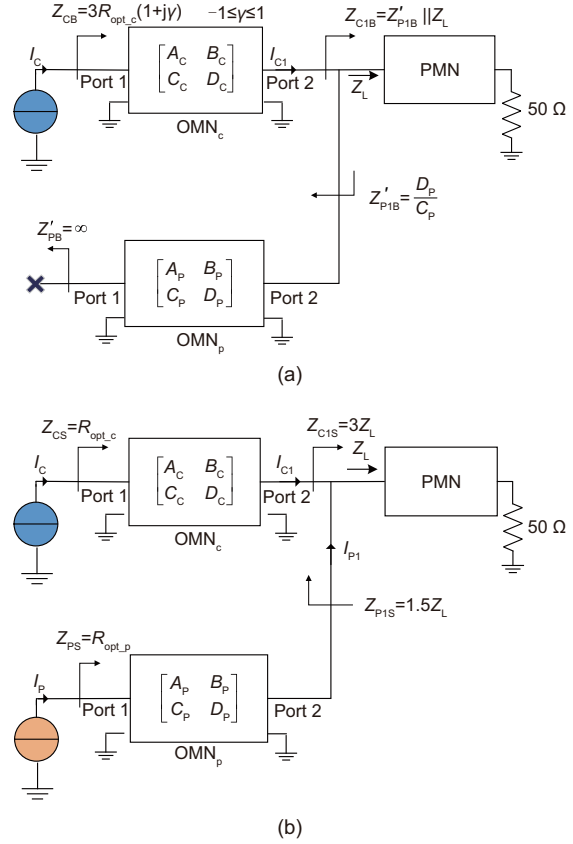 Z_CB=3R_opt_c(1+jγ) -1≤γ≤1
Z_C1B=Z′_P1B ||Z_L
I_C
Port 1
A_C B_C
C_C D_C
I_C1
Port 2
Z_L
PMN
50 Ω
OMN_c
Z′_P1B=D_P/C_P
Z′_PB=∞
Port 1
A_P B_P
C_P D_P
Port 2
OMN_p
(a)
Z_CS=R_opt_c
Z_C1S=3Z_L
I_C
Port 1
A_C B_C
C_C D_C
I_C1
Port 2
Z_L
PMN
50 Ω
OMN_c
I_P1
Z_P1S=1.5Z_L
Z_PS=R_opt_p
I_P
Port 1
A_P B_P
C_P D_P
Port 2
OMN_p
(b)